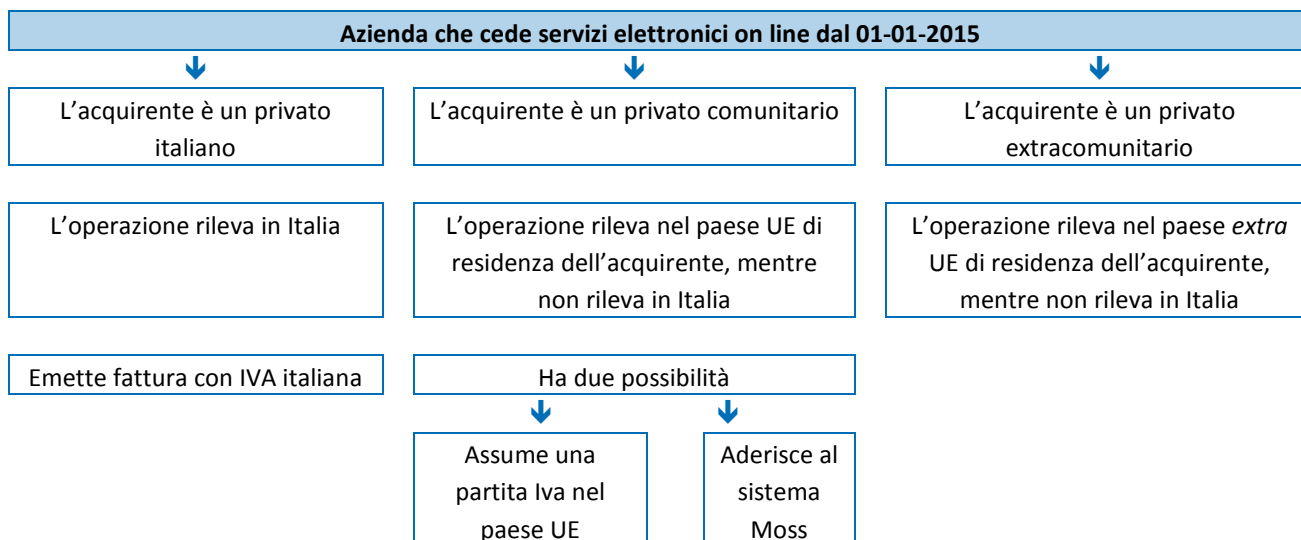 Azienda che cede servizi elettronici on line dal 01-01-2015
L'acquirente è un privato
italiano
L'acquirente è un privato comunitario
L'acquirente è un privato
extracomunitario
L'operazione rileva in Italia
L'operazione rileva nel paese UE di
residenza dell'acquirente, mentre
non rileva in Italia
L'operazione rileva nel paese extra
UE di residenza dell'acquirente,
mentre non rileva in Italia
Emette fattura con IVA italiana
Ha due possibilità
Assume una
partita Iva nel
paese UE
Aderisce al
sistema
Moss